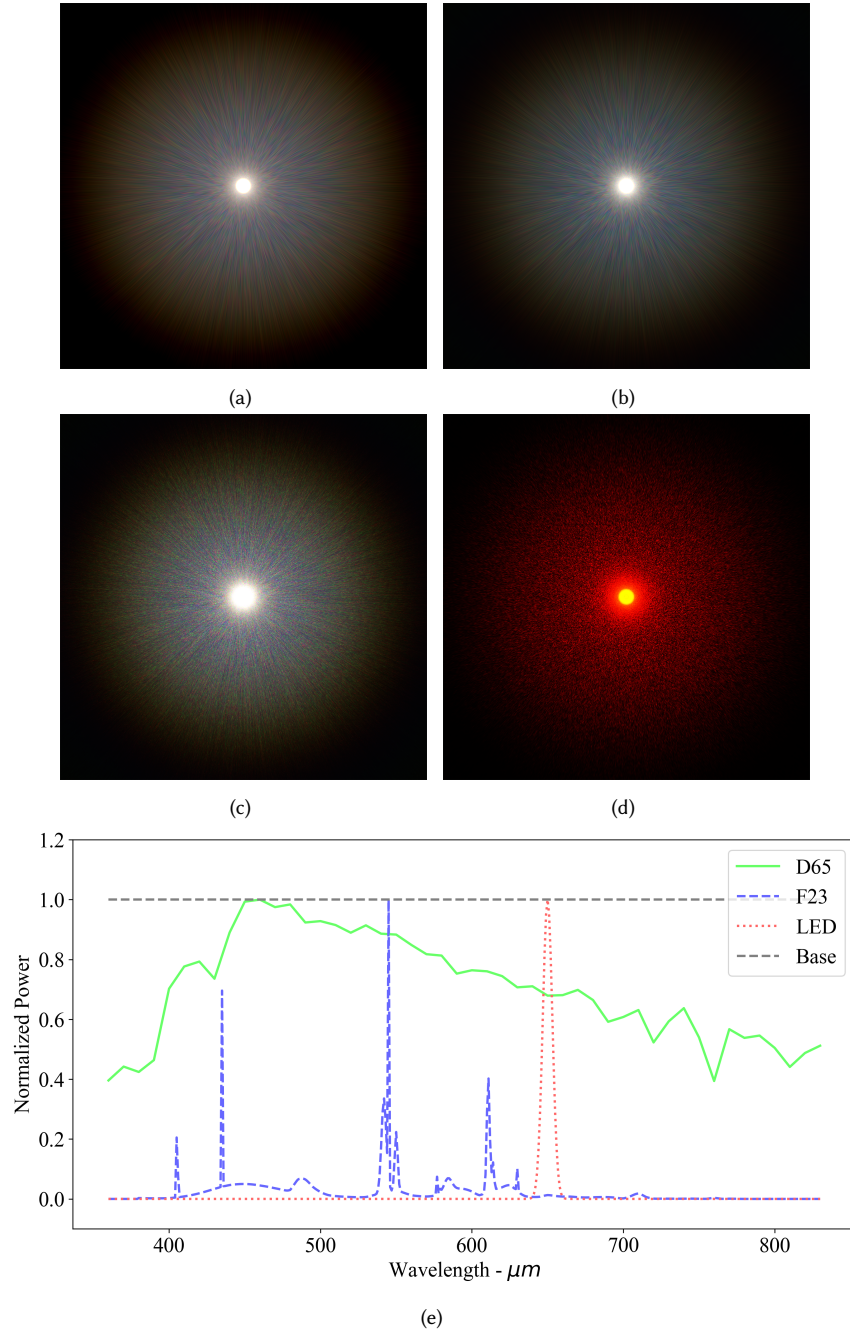 (a)
(b)
(c)
(d)
1.2
1.0
0.8
0.6
0.4
0.2
0.0
Normalized Power
D65
F23
LED
Base
400
500
600
700
800
Wavelength - μm
(e)